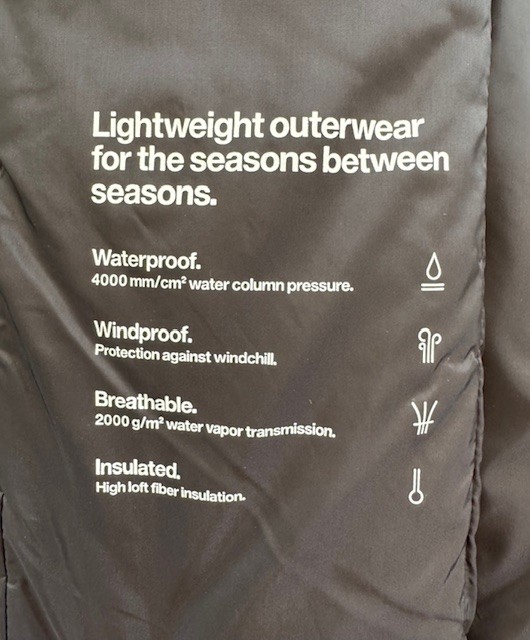 Lightweight outerwear
for the seasons between
seasons.
Waterproof.
4000 mm/cm² water column pressure.
Windproof.
Protection against windchill.
Breathable.
2000 g/m² water vapor transmission.
Insulated.
High loft fiber insulation.